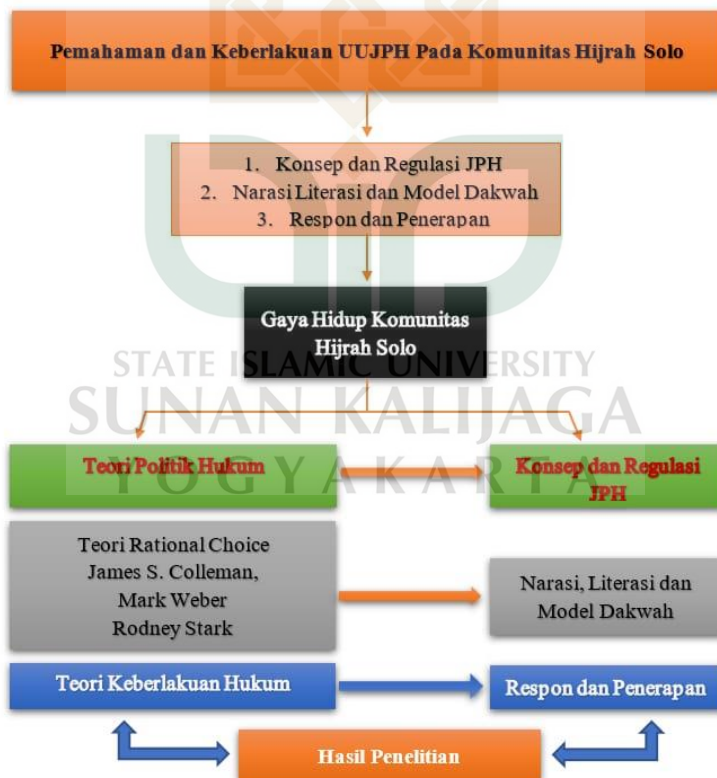 Pemahaman dan Keberlakuan UUJPH Pada Komunitas Hijrah Solo
1. Konsep dan Regulasi JPH
2. Narasi Literasi dan Model Dakwah
3. Respon dan Penerapan
Gaya Hidup Komunitas
Hijrah Solo
STATE ISLAMIC UNIVERSITY
SUNAN KALIJAGA
YOGYAKARTA
Teori Politik Hukum
Konsep dan Regulasi
JPH
Teori Rational Choice
James S. Colleman,
Mark Weber
Rodney Stark
Narasi, Literasi dan
Model Dakwah
Teori Keberlakuan Hukum
Respon dan Penerapan
Hasil Penelitian